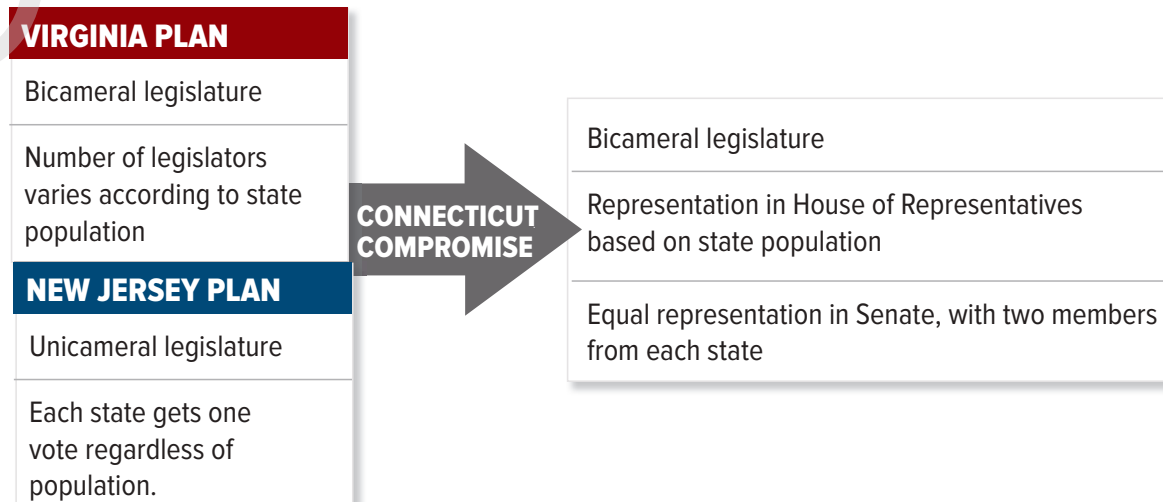 VIRGINIA PLAN
Bicameral legislature
Number of legislators
varies according to state
population
NEW JERSEY PLAN
Unicameral legislature
Each state gets one
vote regardless of
population.
CONNECTICUT
COMPROMISE
Bicameral legislature
Representation in House of Representatives
based on state population
Equal representation in Senate, with two members
from each state